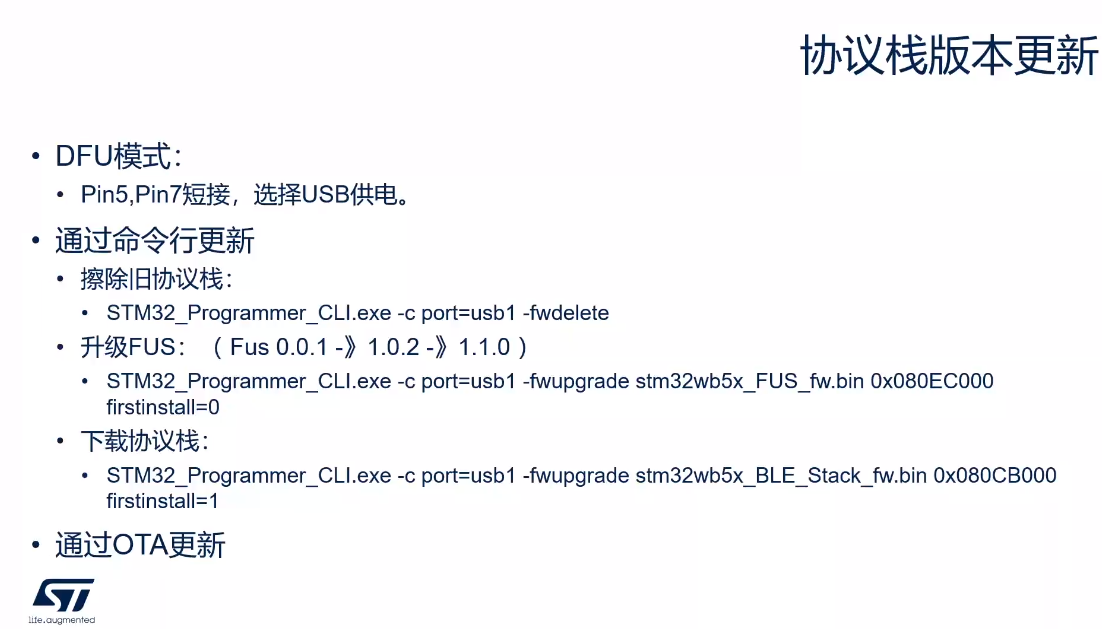 协议栈版本更新
• DFU模式：
• Pin5,Pin7短接，选择USB供电。
• 通过命令行更新
• 擦除旧协议栈：
• STM32_Programmer_CLI.exe -c port=usb1 -fwdelete
• 升级FUS：（ Fus 0.0.1 -》1.0.2 -》1.1.0 ）
• STM32_Programmer_CLI.exe -c port=usb1 -fwupgrade stm32wb5x_FUS_fw.bin 0x080EC000
firstinstall=0
• 下载协议栈：
• STM32_Programmer_CLI.exe -c port=usb1 -fwupgrade stm32wb5x_BLE_Stack_fw.bin 0x080CB000
firstinstall=1
• 通过OTA更新
ST
life.augmented